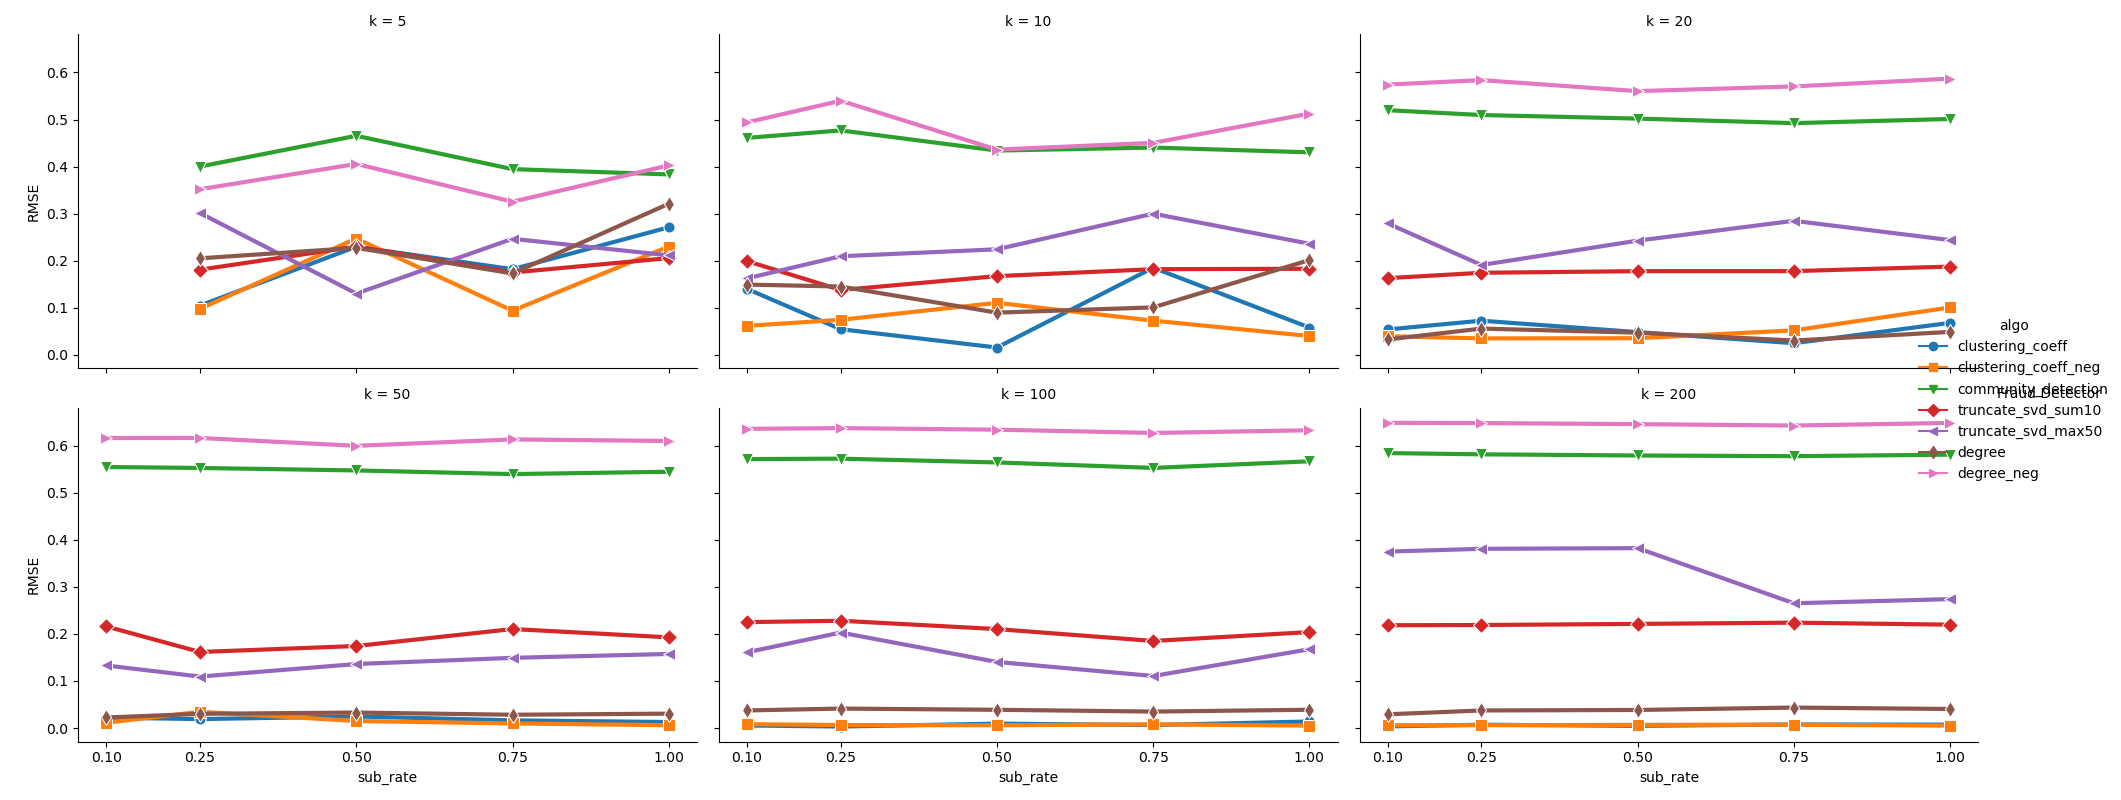 k = 5
k = 10
k = 20
RMSE
0.6
0.5
0.4
0.3
0.2
0.1
0.0
algo
clustering_coeff
clustering_coeff_neg
community_detection
Fraud Detector
truncate_svd_sum10
truncate_svd_max50
degree
degree_neg
k = 50
k = 100
k = 200
RMSE
0.6
0.5
0.4
0.3
0.2
0.1
0.0
0.10 0.25 0.50 0.75 1.00
0.10 0.25 0.50 0.75 1.00
0.10 0.25 0.50 0.75 1.00
sub_rate
sub_rate
sub_rate